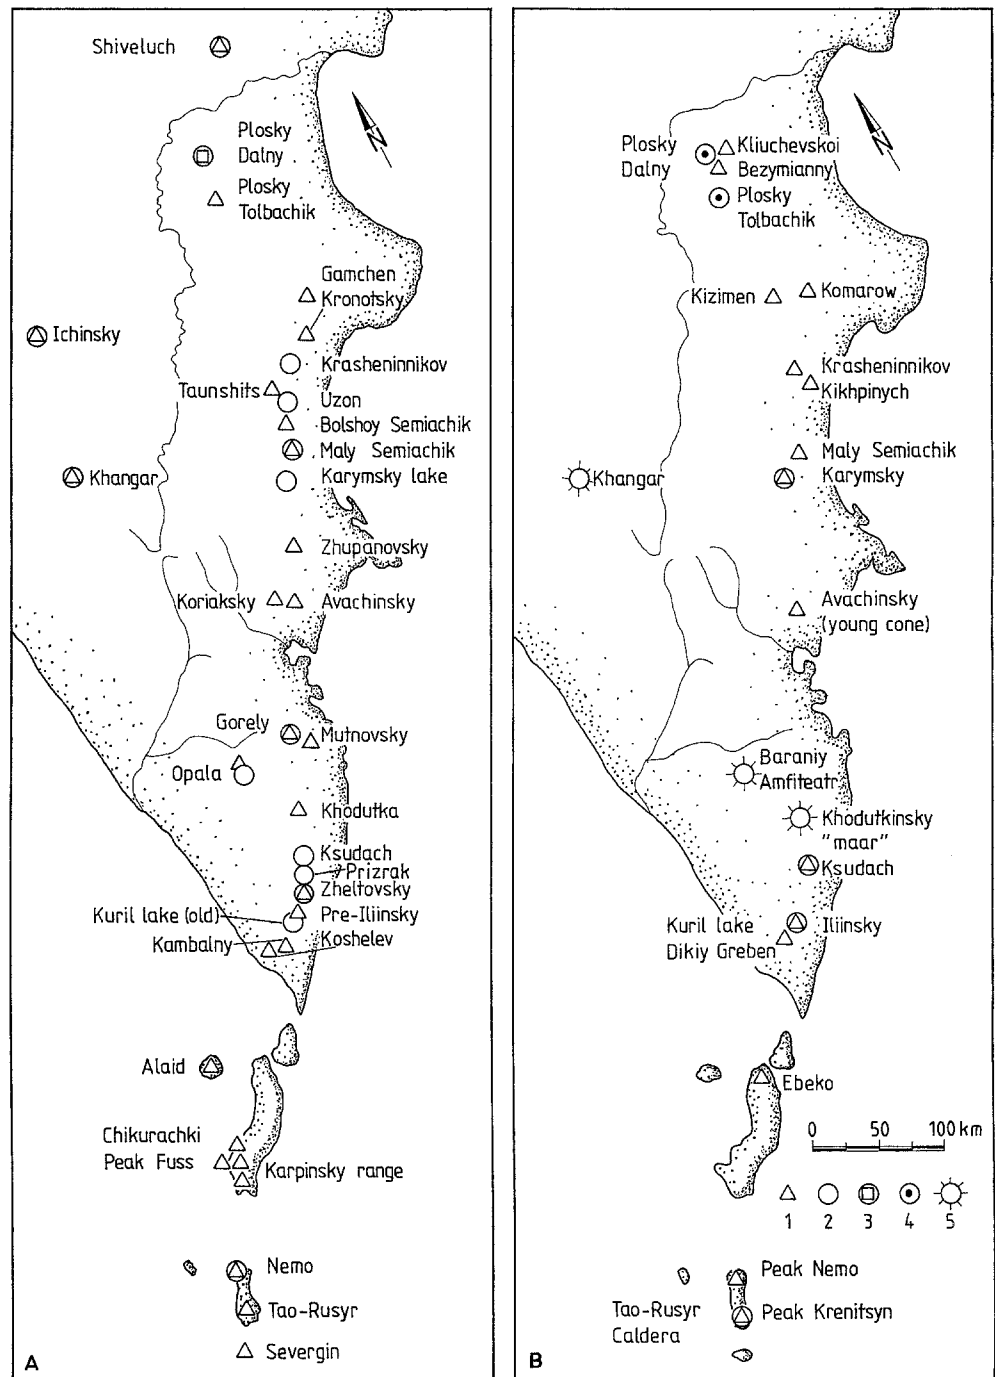 Shiveluch
Plosky
Dalny
Plosky
Tolbachik
N
Gamchen
Kronotsky
Ichinsky
Krasheninnikov
Taunshits
Uzon
Bolshoy Semiachik
Maly Semiachik
Khangar
Karymsky lake
Zhupanovsky
Koriaksky
Avachinsky
Gorely
Mutnovsky
Opala
Khodutka
Ksudach
Prizrak
Zheltovsky
Kuril lake (old)
Pre-Iliinsky
Kambalny
Koshelev
Alaid
Chikurachki
Peak Fuss
Karpinsky range
Nemo
Tao-Rusyr
Severgin
A
Plosky
Dalny
Kliuchevskoi
Bezymianny
Plosky
Tolbachik
N
Kizimen
Komarow
Krasheninnikov
Kikhpinych
Maly Semiachik
Khangar
Karymsky
Avachinsky
(young cone)
Baraniy
Amfiteatr
Khodutkinsky
"maar"
Ksudach
Kuril lake
Dikiy Greben
Iliinsky
Ebeko
0 50 100 km
1 2 3 4 5
Peak Nemo
Tao-Rusyr
Caldera
Peak Krenitsyn
B